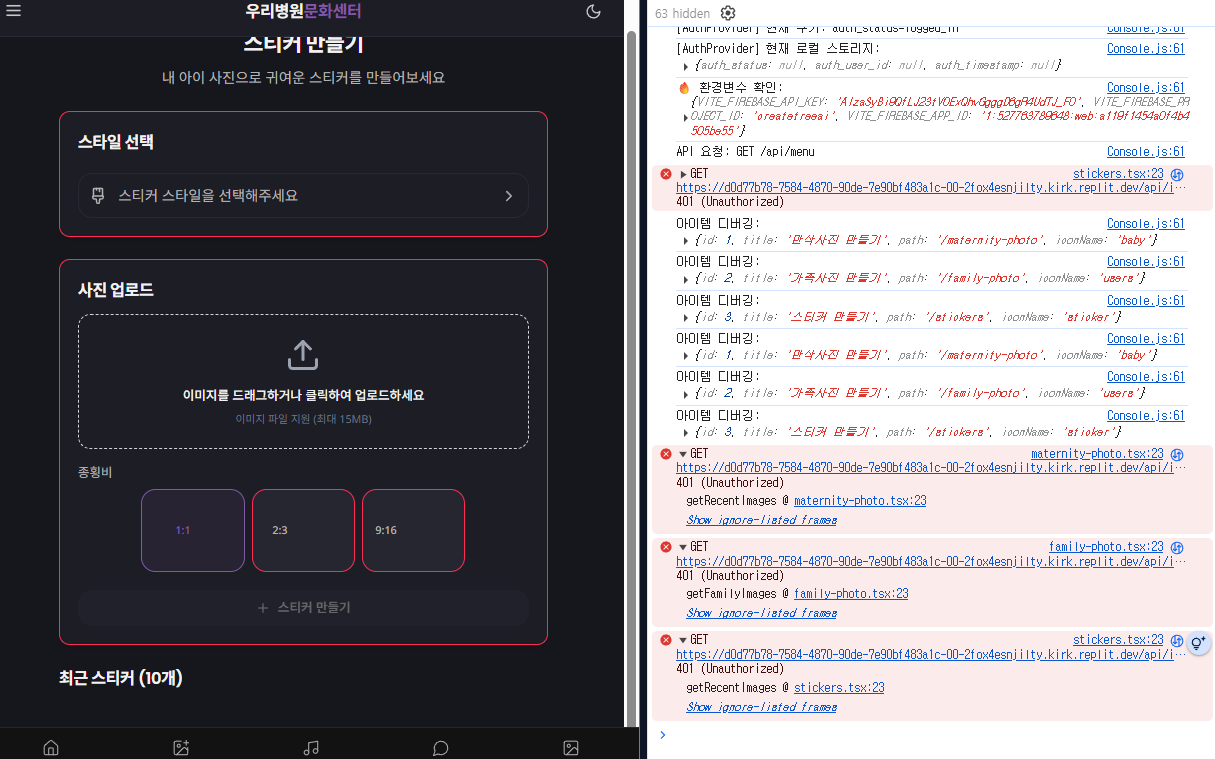 우리병원문화센터
스티커 만들기
내 아이 사진으로 귀여운 스티커를 만들어보세요
스타일 선택
스티커 스타일을 선택해주세요
사진 업로드
이미지를 드래그하거나 클릭하여 업로드하세요
이미지 파일 지원 (최대 15MB)
종횡비
1:1
2:3
9:16
스티커 만들기
최근 스티커 (10개)
63 hidden
[AuthProvider] 현재 쿠키: auth_status=logged_in
Console.js:61
[AuthProvider] 현재 로컬 스토리지:
Console.js:61
{auth_status: null, auth_user_id: null, auth_timestamp: null}
환경변수 확인:
Console.js:61
{VITE_FIREBASE_API_KEY:
VITE_FIREBASE_PR
OJECT_ID: 'createtreeai', VITE_FIREBASE_APP_ID:
API 요청: GET /api/menu
Console.js:61
GET
stickers.tsx:23
https://d0d77b78-7584-4870-90de-7e90bf483a1c-00-2fox4esnjilty.kirk.replit.dev/api/i…
401 (Unauthorized)
아이템 디버깅:
Console.js:61
{id: 1, title: '만삭사진 만들기', path: '/maternity-photo', iconName: 'baby'}
아이템 디버깅:
Console.js:61
{id: 2, title: '가족사진 만들기', path: '/family-photo', iconName: 'users'}
아이템 디버깅:
Console.js:61
{id: 3, title: '스티커 만들기', path: '/stickers', iconName: 'sticker'}
아이템 디버깅:
Console.js:61
{id: 1, title: '만삭사진 만들기', path: '/maternity-photo', iconName: 'baby'}
아이템 디버깅:
Console.js:61
{id: 2, title: '가족사진 만들기', path: '/family-photo', iconName: 'users'}
아이템 디버깅:
Console.js:61
{id: 3, title: '스티커 만들기', path: '/stickers', iconName: 'sticker'}
GET
maternity-photo.tsx:23
https://d0d77b78-7584-4870-90de-7e90bf483a1c-00-2fox4esnjilty.kirk.replit.dev/api/i…
401 (Unauthorized)
getRecentImages @ maternity-photo.tsx:23
Show ignore-listed frames
GET
family-photo.tsx:23
https://d0d77b78-7584-4870-90de-7e90bf483a1c-00-2fox4esnjilty.kirk.replit.dev/api/i…
401 (Unauthorized)
getFamilyImages @ family-photo.tsx:23
Show ignore-listed frames
GET
stickers.tsx:23
https://d0d77b78-7584-4870-90de-7e90bf483a1c-00-2fox4esnjilty.kirk.replit.dev/api/i…
401 (Unauthorized)
getRecentImages @ stickers.tsx:23
Show ignore-listed frames